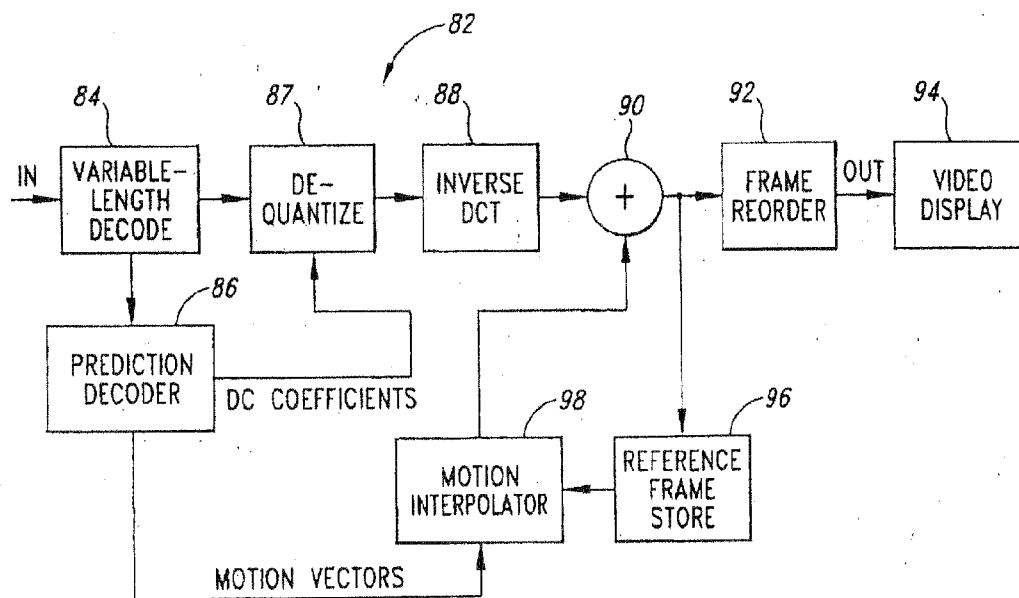 82
84
87
88
90
92
94
IN
VARIABLE-
LENGTH
DECODE
DE-
QUANTIZE
INVERSE
DCT
+
FRAME
REORDER
OUT
VIDEO
DISPLAY
86
PREDICTION
DECODER
DC COEFFICIENTS
98
MOTION
INTERPOLATOR
96
REFERENCE
FRAME
STORE
MOTION VECTORS